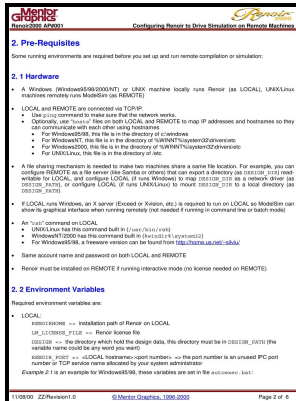 Mentor
Graphics
Renoir
2000
Renoir2000 AP#001
Configuring Renoir to Drive Simulation on Remote Machines
2. Pre-Requisites
Some running environments are required before you set up and run remote compilation or simulation:
2. 1 Hardware
• A Windows (Windows95/98/2000/NT) or UNIX machine locally runs Renoir (as LOCAL), UNIX/Linux
machines remotely runs ModelSim (as REMOTE)
• LOCAL and REMOTE are connected via TCP/IP.
• Use ping command to make sure that the network works.
• Optionally, use "hosts" files on both LOCAL and REMOTE to map IP addresses and hostnames so they
can communicate with each other using hostnames
• For Windows95/98, this file is in the directory of c:\windows
• For WindowsNT, this file is in the directory of %WINNT%\system32\drivers\etc
• For Windows2000, this file is in the directory of %WINNT%\system32\drivers\etc
• For UNIX/Linux, this file is in the directory of /etc
• A file sharing mechanism is needed to make two machines share a same file location. For example, you can
configure REMOTE as a file server (like Samba or others) that can export a directory (as DESIGN_DIR) read-
writable for LOCAL, and configure LOCAL (if runs Windows) to map DESIGN_DIR as a network driver (as
DESIGN_PATH), or configure LOCAL (if runs UNIX/Linux) to mount DESIGN_DIR to a local directory (as
DESIGN_PATH)
• If LOCAL runs Windows, an X server (Exceed or Xvision, etc.) is required to run on LOCAL so ModelSim can
show its graphical interface when running remotely (not needed if running in command line or batch mode)
• An "rsh" command on LOCAL
• UNIX/Linux has this command built in (/usr/bin/rsh)
• WindowsNT/2000 has this command built in (%windir%\system32)
• For Windows95/98, a freeware version can be found from http://home.us.net/~silviu/
• Same account name and password on both LOCAL and REMOTE
• Renoir must be installed on REMOTE if running interactive mode (no license needed on REMOTE)
2. 2 Environment Variables
Required environment variables are:
• LOCAL:
RENOIRHOME => installation path of Renoir on LOCAL
LM_LICENSE_FILE => Renoir license file
DESIGN => the directory which hold the design data, this directory must be in DESIGN_PATH (the
variable name could be any word you want)
RENOIR_PORT => <LOCAL hostname>:<port number> => the port number is an unused IPC port
number or TCP service name allocated by your system administrator
Example 2.1 is an example for Windows95/98, these variables are set in file autoexec.bat:
11/08/00 ZZ/Revision1.0
© Mentor Graphics, 1996-2000
Page 2 of 6